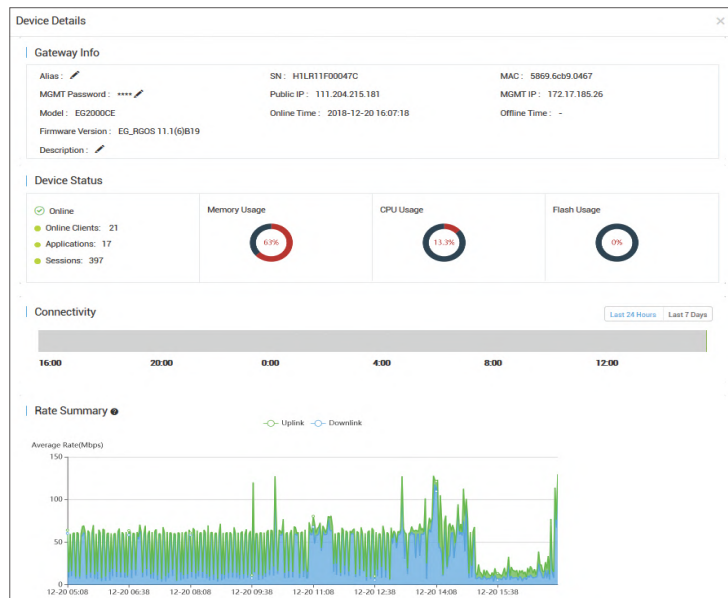 Device Details
Gateway Info
Alias :
SN : H1LR11F00047C
MAC : 5869.6cb9.0467
MGMT Password : ****
Public IP : 111.204.215.181
MGMT IP : 172.17.185.26
Model : EG2000CE
Online Time : 2018-12-20 16:07:18
Offline Time : -
Firmware Version : EG_RGOS 11.1(6)B19
Description :
Device Status
Online
Online Clients: 21
Applications: 17
Sessions: 397
Memory Usage
63%
CPU Usage
13.3%
Flash Usage
0%
Connectivity
Last 24 Hours Last 7 Days
16:00 20:00 0:00 4:00 8:00 12:00
Rate Summary
Uplink Downlink
Average Rate(Mbps)
150
100
50
0
12-20 05:08 12-20 06:38 12-20 08:08 12-20 09:38 12-20 11:08 12-20 12:38 12-20 14:08 12-20 15:38